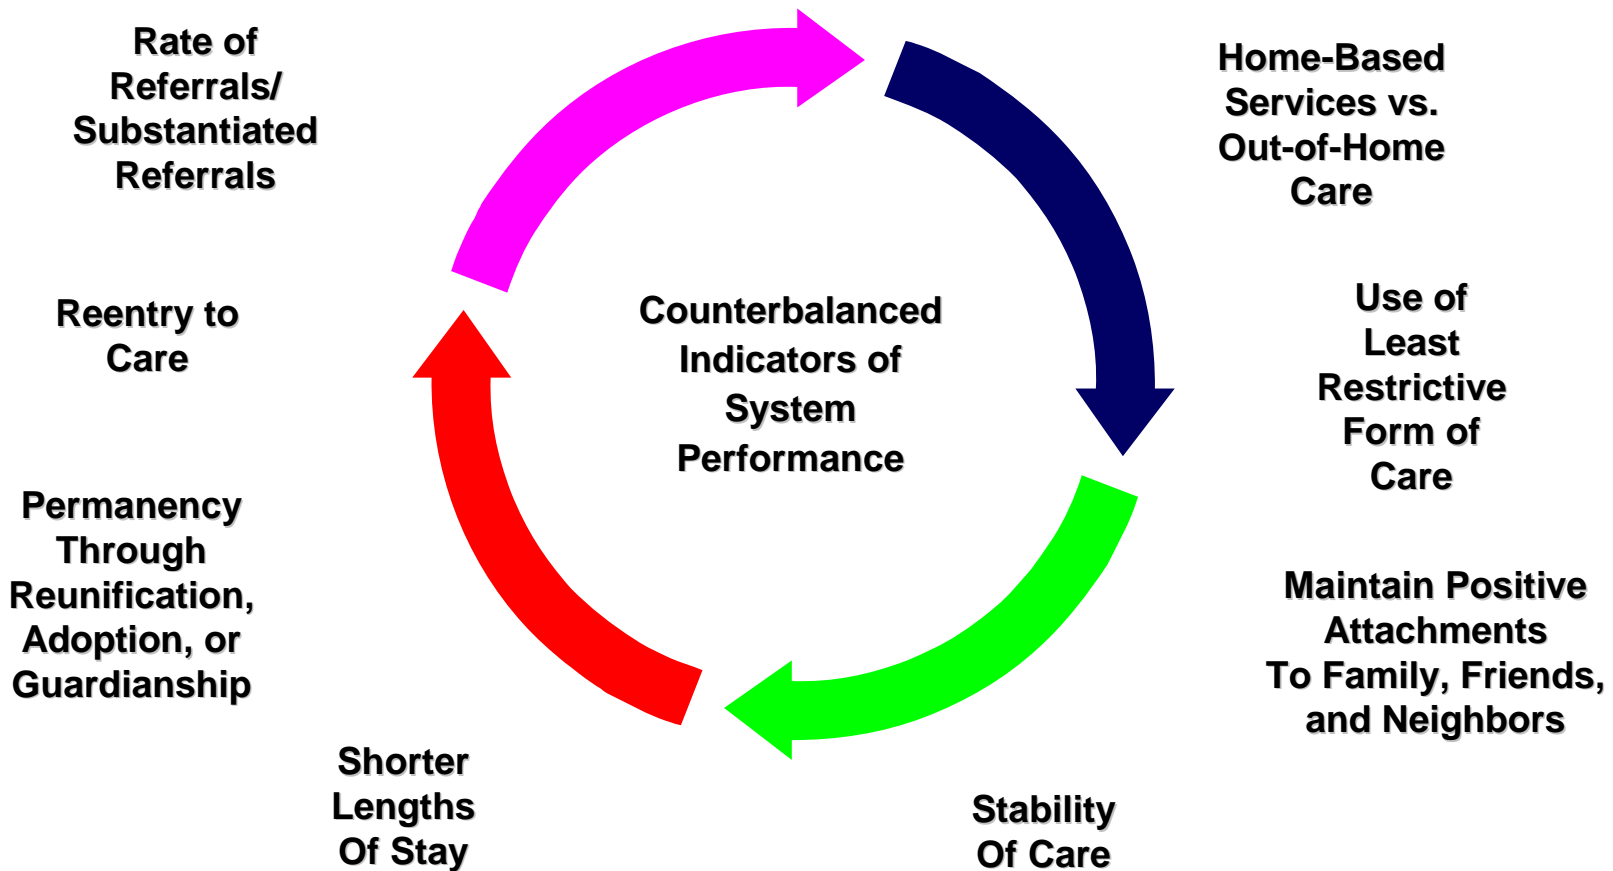 Rate of
Referrals/
Substantiated
Referrals
Home-Based
Services vs.
Out-of-Home
Care
Use of
Least
Restrictive
Form of
Care
Maintain Positive
Attachments
To Family, Friends,
and Neighbors
Stability
Of Care
Shorter
Lengths
Of Stay
Permanency
Through
Reunification,
Adoption, or
Guardianship
Reentry to
Care
Counterbalanced
Indicators of
System
Performance